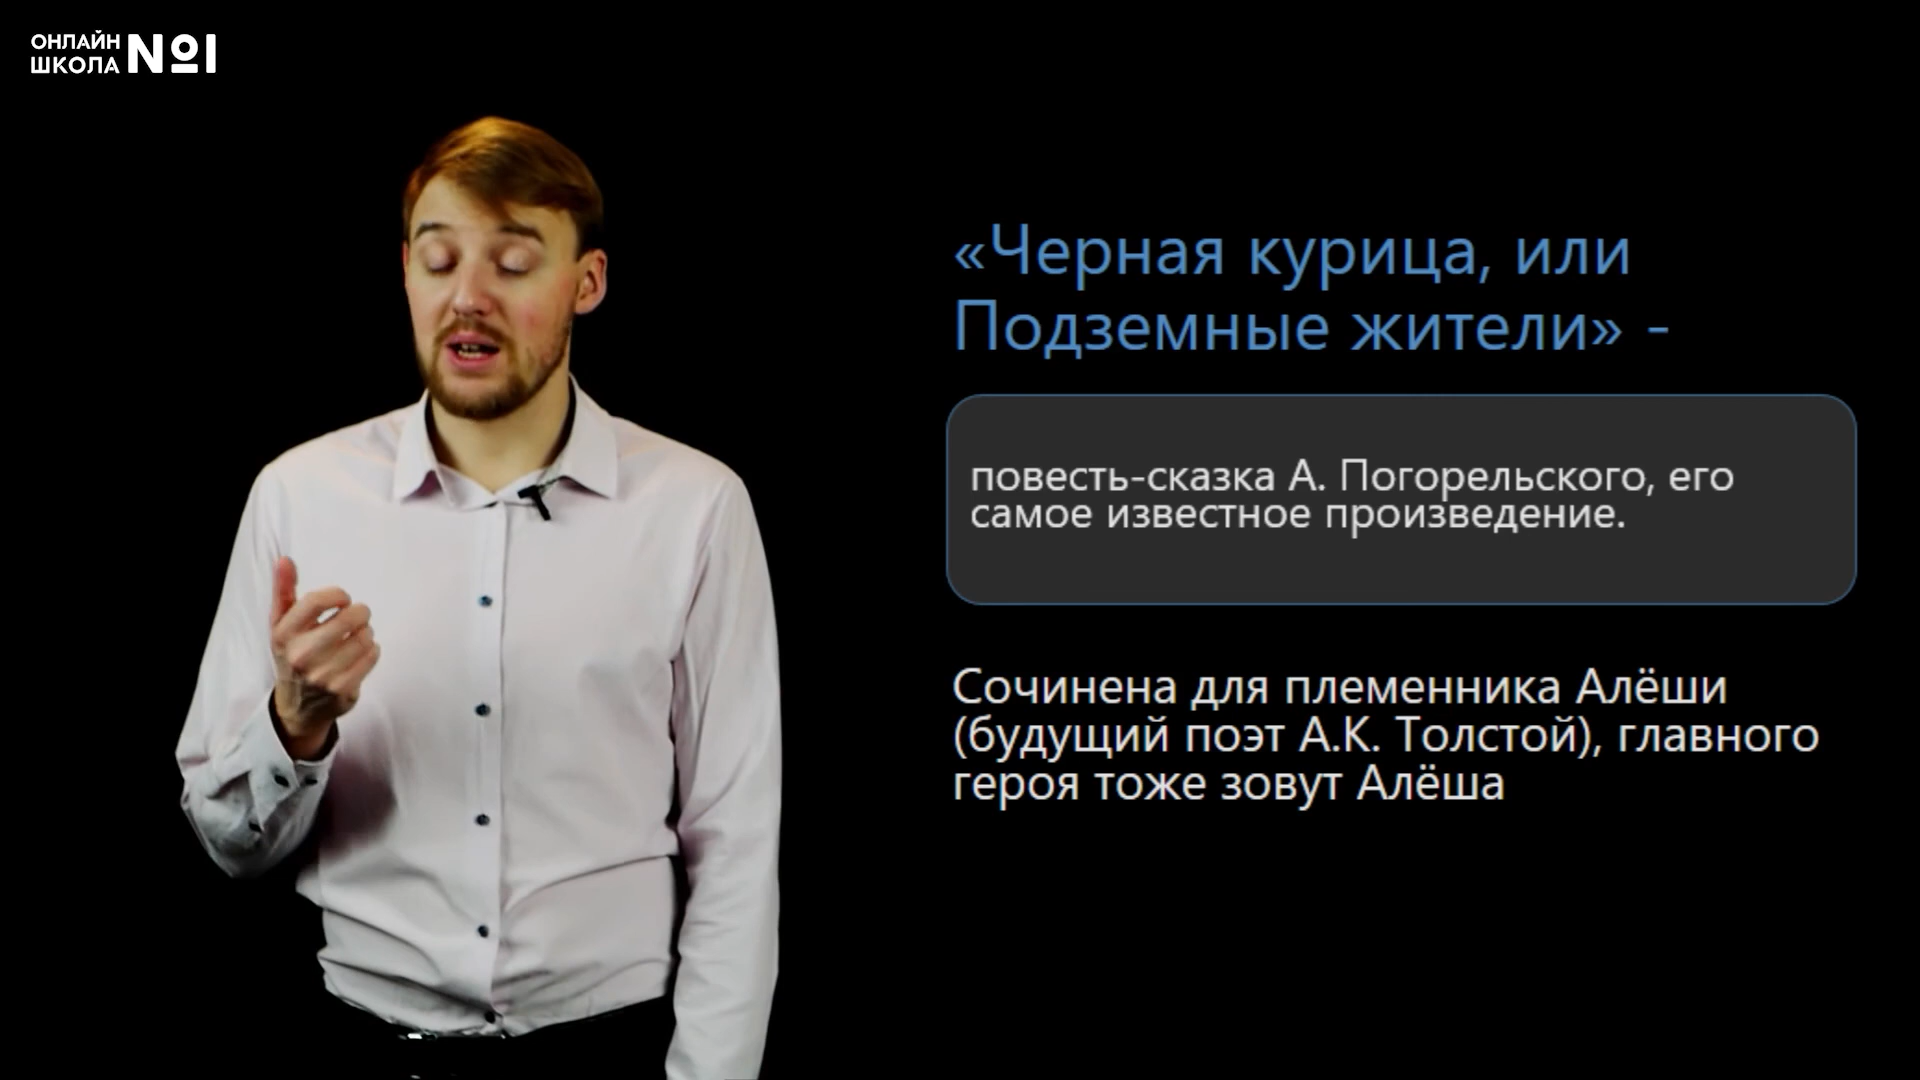 ОНЛАЙН
ШКОЛА №1
«Черная курица, или
Подземные жители» -
повесть-сказка А. Погорельского, его
самое известное произведение.
Сочинена для племенника Алёши
(будущий поэт А.К. Толстой), главного
героя тоже зовут Алёша